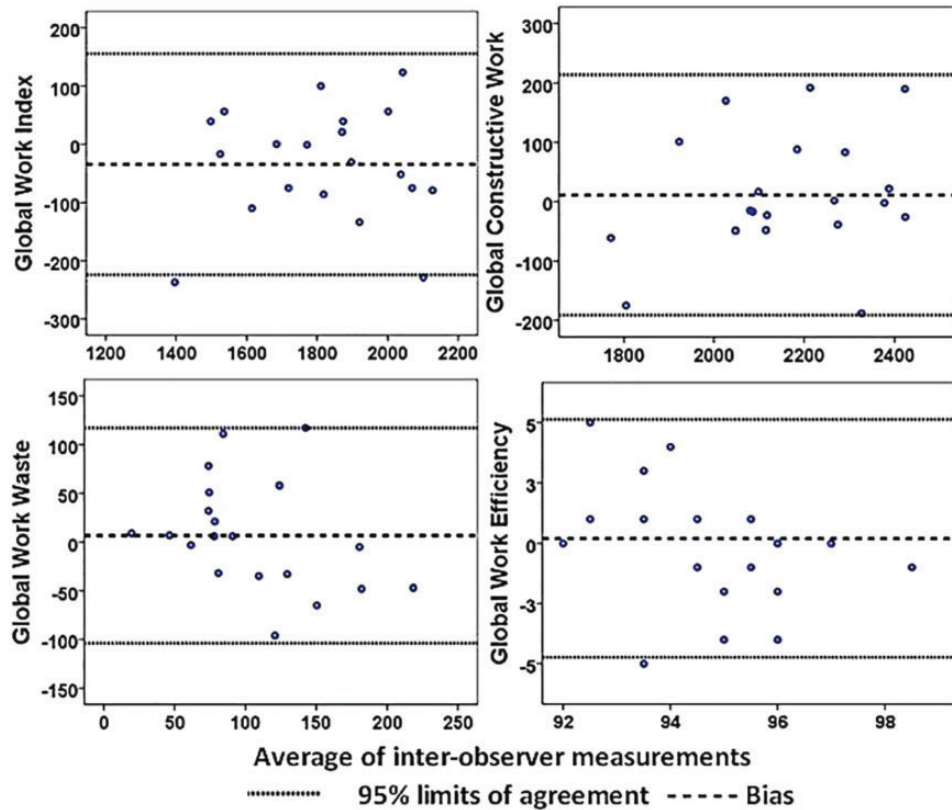 Global Work Index
200
100
0
-100
-200
-300
1200 1400 1600 1800 2000 2200
Global Constructive Work
300
200
100
0
-100
-200
1800 2000 2200 2400
Global Work Waste
150
100
50
0
-50
-100
-150
0 50 100 150 200 250
Global Work Efficiency
5
3
0
-3
-5
92 94 96 98
Average of inter-observer measurements
95% limits of agreement Bias